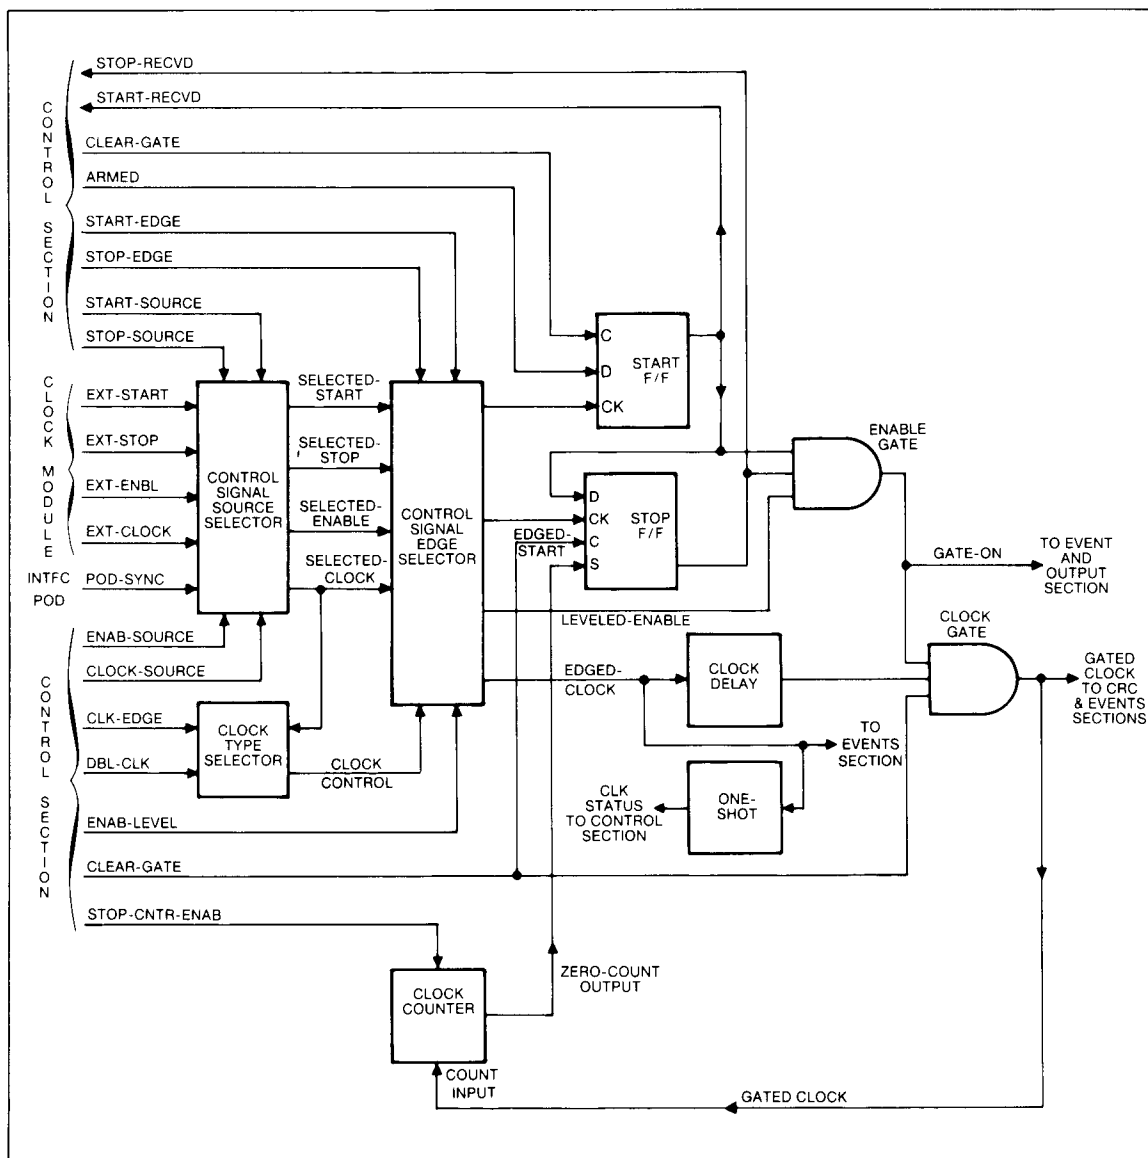 STOP-RECVD
START-RECVD
CLEAR-GATE
ARMED
START-EDGE
STOP-EDGE
START-SOURCE
STOP-SOURCE
CONTROL SECTION
CLOCK MODULE
EXT-START
EXT-STOP
EXT-ENBL
EXT-CLOCK
INTFC
POD
POD-SYNC
ENAB-SOURCE
CLOCK-SOURCE
CLK-EDGE
DBL-CLK
ENAB-LEVEL
CLEAR-GATE
STOP-CNTR-ENAB
CONTROL SECTION
CONTROL
SIGNAL
SOURCE
SELECTOR
SELECTED-
START
SELECTED-
STOP
SELECTED-
ENABLE
SELECTED-
CLOCK
CLOCK
TYPE
SELECTOR
CLOCK
CONTROL
CONTROL
SIGNAL
EDGE
SELECTOR
C
D
CK
START
F/F
D
CK
C
S
STOP
F/F
EDGED-
START
LEVELED-ENABLE
EDGED-
CLOCK
CLOCK
DELAY
ENABLE
GATE
GATE-ON
TO EVENT
AND
OUTPUT
SECTION
CLOCK
GATE
GATED
CLOCK
TO CRC
& EVENTS
SECTIONS
TO
EVENTS
SECTION
ONE-
SHOT
CLK
STATUS
TO CONTROL
SECTION
CLOCK
COUNTER
ZERO-COUNT
OUTPUT
COUNT
INPUT
GATED CLOCK